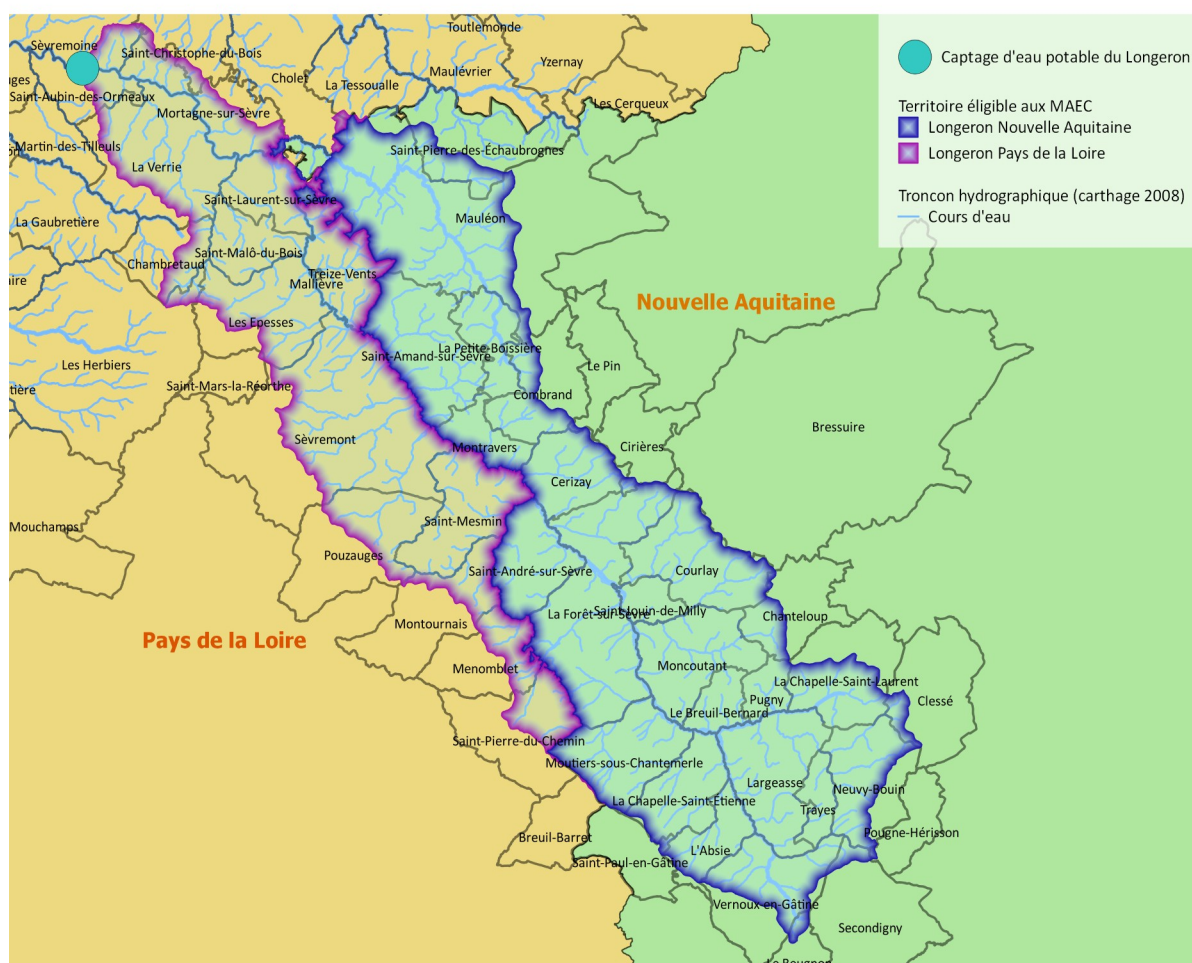 Toutlemonde
Sèvremoine
Saint-Christophe-du-Bois
Yzernay
Captage d'eau potable du Longeron
Cholet
Maulévrier
La Tessoualle
Saint-Aubin-des-Ormeaux
Les Cerqueux
Territoire éligible aux MAEC
Mortagne-sur-Sèvre
Longeron Nouvelle Aquitaine
Martin-des-Tilleuls
Saint-Pierre-des-Échaubrognes
Longeron Pays de la Loire
La Verrie
Troncon hydrographique (carthage 2008)
Saint-Laurent-sur-Sèvre
Cours d'eau
La Gaubretière
Mauléon
Saint-Malô-du-Bois
Chambretaud
Treize-Vents
Mallièvre
Nouvelle Aquitaine
Les Epesses
La Petite-Boissière
Saint-Amand-sur-Sèvre
Les Herbiers
Le Pin
Saint-Mars-la-Réorthe
Combrand
Bressuire
Sèvremont
Montravers
Cirières
Cerizay
Saint-Mesmin
Mouchamps
Pouzauges
Saint-André-sur-Sèvre
Courlay
La Forêt-sur-Sèvre
Saint-Jouin-de-Milly
Chanteloup
Montournais
Pays de la Loire
Menomblet
Moncoutant
La Chapelle-Saint-Laurent
Pugny
Clessé
Le Breuil-Bernard
Saint-Pierre-du-Chemin
Moutiers-sous-Chantemerle
Largeasse
Neuvy-Bouin
La Chapelle-Saint-Étienne
Trayes
Breuil-Barret
Pougne-Hérisson
L'Absie
Saint-Paul-en-Gâtine
Vernoux-en-Gâtine
Secondigny